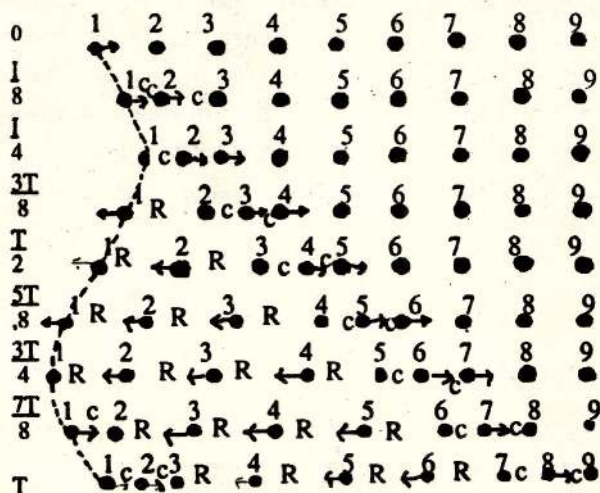 0 1 2 3 4 5 6 7 8 9
T/8 1 c c 2 c 3 4 5 6 7 8 9
T/4 1 c 2 3 4 5 6 7 8 9
3T/8 1 R 2 c 3 c 4 5 6 7 8 9
T/2 1 R 2 R 3 c 4 c 5 6 7 8 9
5T/8 1 R 2 R 3 R 4 c 5 c 6 7 8 9
3T/4 1 R 2 R 3 R 4 R 5 c 6 c 7 8 9
7T/8 1 c 2 R 3 R 4 R 5 R 6 c 7 c 8 9
T 1 c 2 c 3 R 4 R 5 R 6 R 7 c 8 c 9